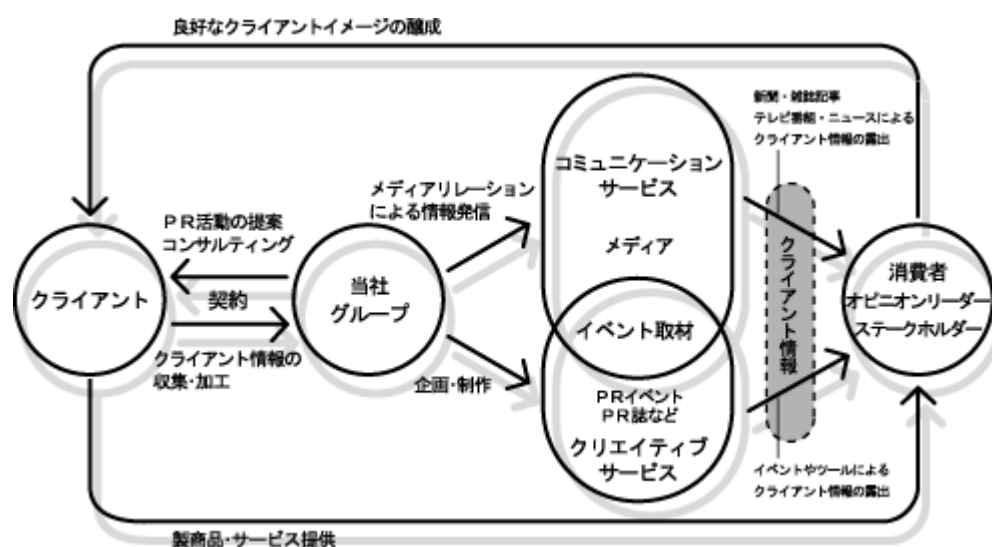 良好なクライアントイメージの醸成
新聞・雑誌記事
テレビ番組・ニュースによる
クライアント情報の露出
コミュニケーション
サービス
メディアリレーション
による情報発信
ＰＲ活動の提案
コンサルティング
メディア
クライアント
契約
当社
グループ
イベント取材
クライアント情報
消費者
オピニオンリーダー
ステークホルダー
クライアント情報の
収集・加工
企画・制作
ＰＲイベント
ＰＲ誌など
クリエイティブ
サービス
イベントやツールによる
クライアント情報の露出
製商品・サービス提供